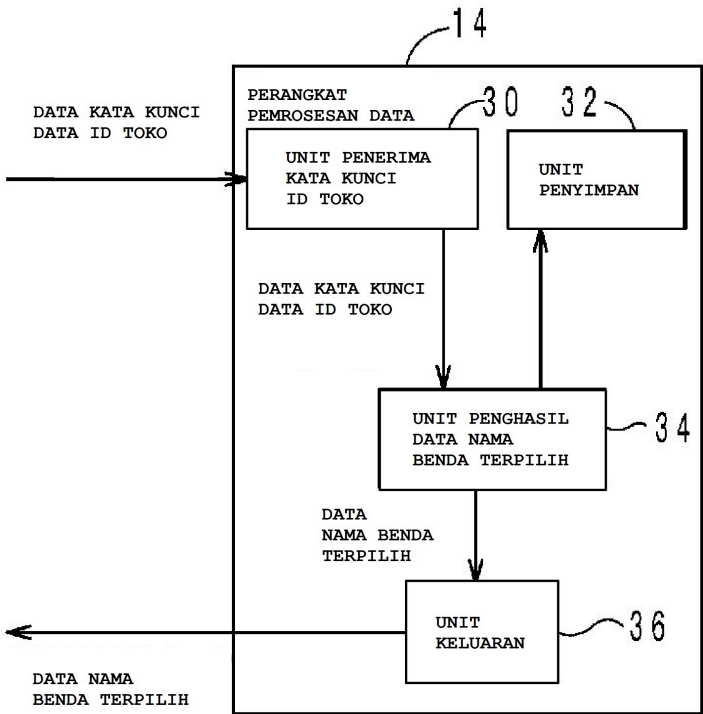 14
DATA KATA KUNCI
DATA ID TOKO
PERANGKAT
PEMROSESAN DATA
30
32
UNIT PENERIMA
KATA KUNCI
ID TOKO
UNIT
PENYIMPAN
DATA KATA KUNCI
DATA ID TOKO
UNIT PENGHASIL
DATA NAMA
BENDA TERPILIH
34
DATA
NAMA BENDA
TERPILIH
UNIT
KELUARAN
36
DATA NAMA
BENDA TERPILIH